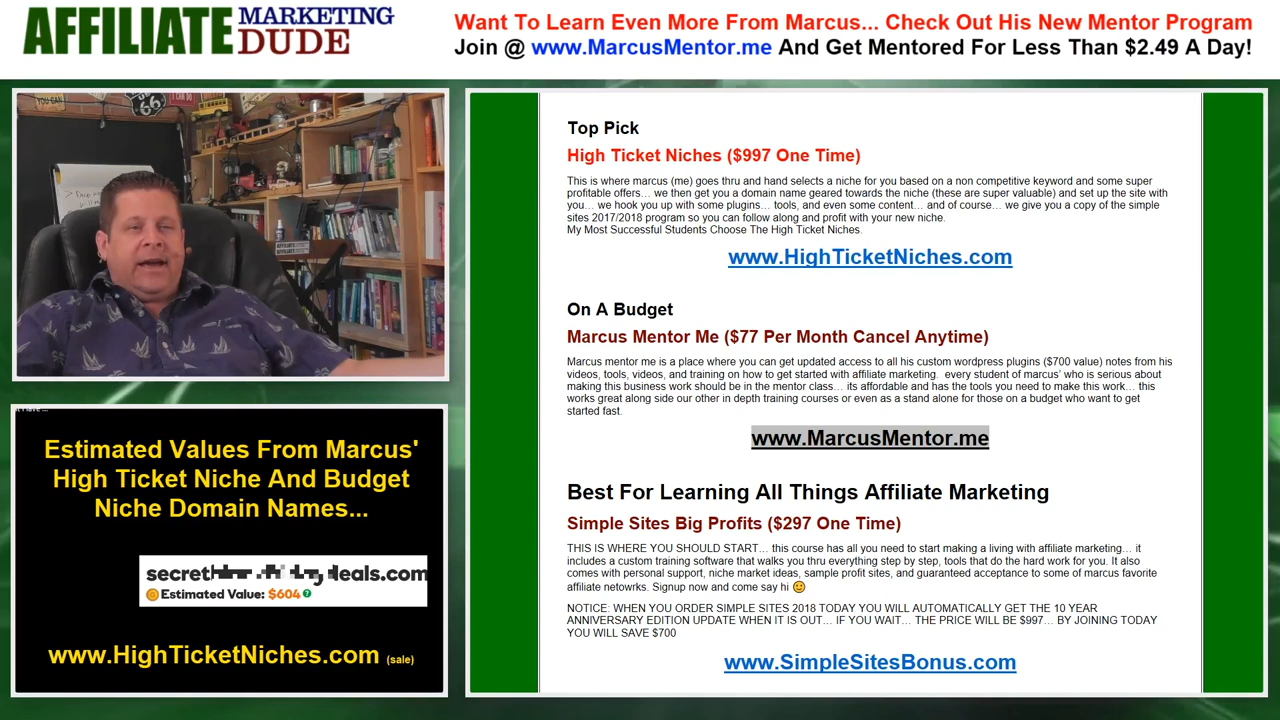 AFFILIATE MARKETING DUDE
Want To Learn Even More From Marcus... Check Out His New Mentor Program
Join @ www.MarcusMentor.me And Get Mentored For Less Than $2.49 A Day!
Top Pick
High Ticket Niches ($997 One Time)
This is where marcus (me) goes thru and hand selects a niche for you based on a non competitive keyword and some super
profitable offers... we then get you a domain name geared towards the niche (these are super valuable) and set up the site with
you... we hook you up with some plugins... tools, and even some content... and of course... we give you a copy of the simple
sites 2017/2018 program so you can follow along and profit with your new niche.
My Most Successful Students Choose The High Ticket Niches.
www.HighTicketNiches.com
On A Budget
Marcus Mentor Me ($77 Per Month Cancel Anytime)
Marcus mentor me is a place where you can get updated access to all his custom wordpress plugins ($700 value) notes from his
videos, tools, videos, and training on how to get started with affiliate marketing. every student of marcus' who is serious about
making this business work should be in the mentor class... its affordable and has the tools you need to make this work... this
works great along side our other in depth training courses or even as a stand alone for those on a budget who want to get
started fast.
www.MarcusMentor.me
Best For Learning All Things Affiliate Marketing
Simple Sites Big Profits ($297 One Time)
THIS IS WHERE YOU SHOULD START... this course has all you need to start making a living with affiliate marketing... it
includes a custom training software that walks you thru everything step by step, tools that do the hard work for you. It also
comes with personal support, niche market ideas, sample profit sites, and guaranteed acceptance to some of marcus favorite
affiliate netowrks. Signup now and come say hi
NOTICE: WHEN YOU ORDER SIMPLE SITES 2018 TODAY YOU WILL AUTOMATICALLY GET THE 10 YEAR
ANNIVERSARY EDITION UPDATE WHEN IT IS OUT... IF YOU WAIT... THE PRICE WILL BE $997... BY JOINING TODAY
YOU WILL SAVE $700
www.SimpleSitesBonus.com
Estimated Values From Marcus'
High Ticket Niche And Budget
Niche Domain Names...
secret deals.com
Estimated Value: $604
www.HighTicketNiches.com (sale)
66